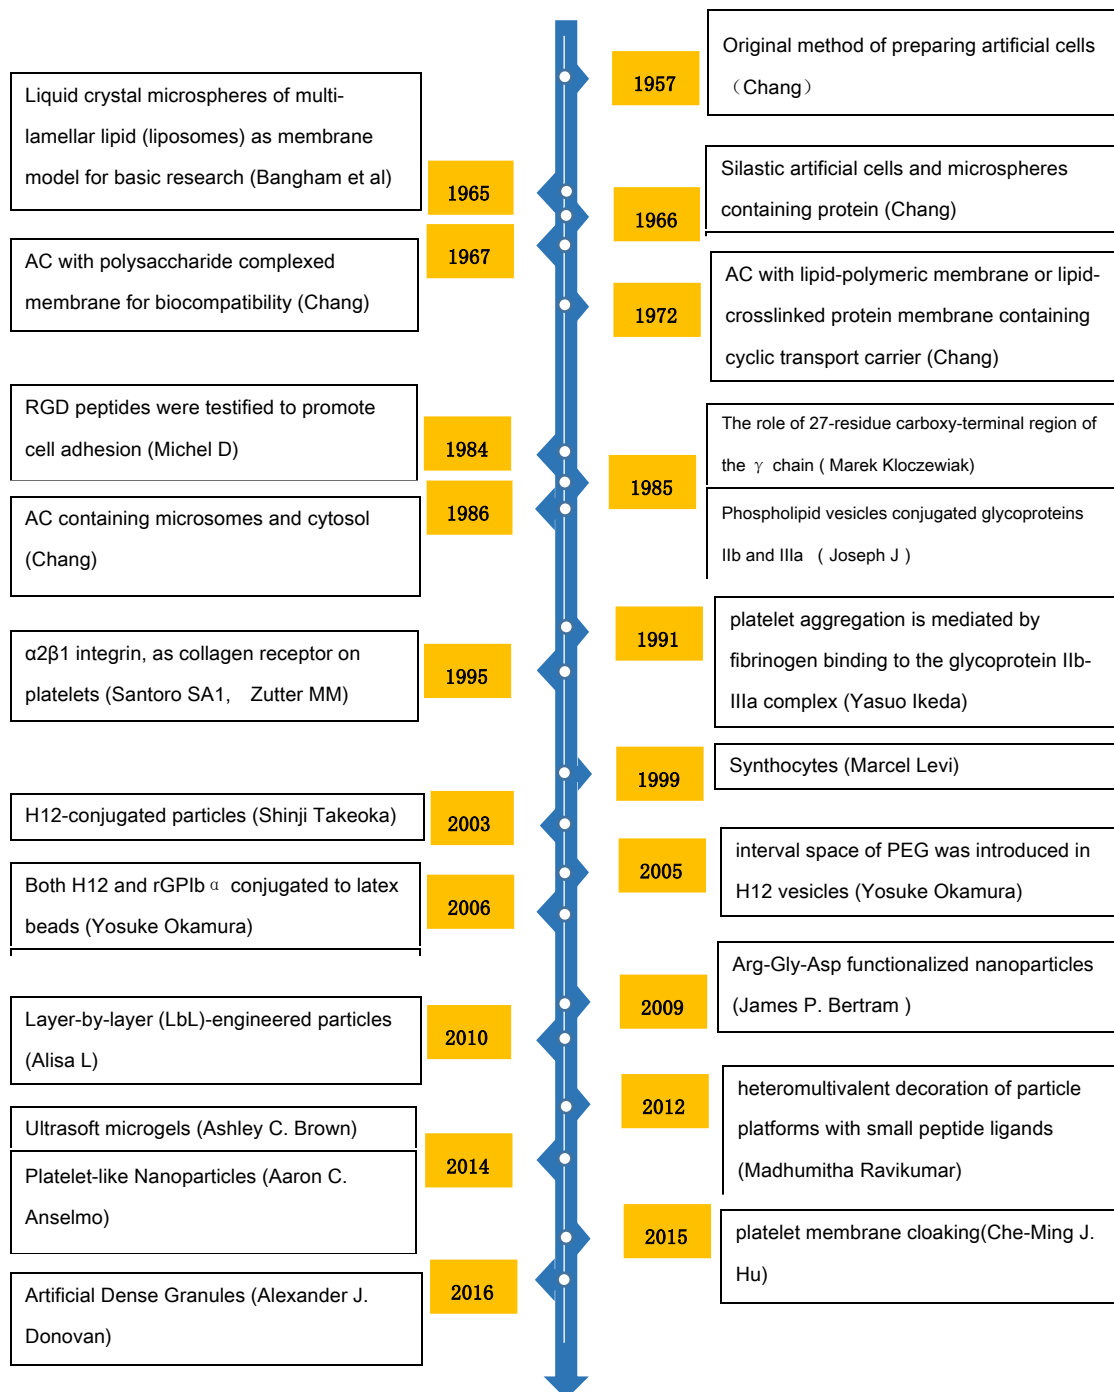 1957
Original method of preparing artificial cells
（Chang）
Liquid crystal microspheres of multi-
lamellar lipid (liposomes) as membrane
model for basic research (Bangham et al)
1965
1966
Silastic artificial cells and microspheres
containing protein (Chang)
1967
AC with polysaccharide complexed
membrane for biocompatibility (Chang)
1972
AC with lipid-polymeric membrane or lipid-
crosslinked protein membrane containing
cyclic transport carrier (Chang)
RGD peptides were testified to promote
cell adhesion (Michel D)
1984
1985
The role of 27-residue carboxy-terminal region of
the γ chain ( Marek Kloczewiak)
Phospholipid vesicles conjugated glycoproteins
IIb and IIIa ( Joseph J )
1986
AC containing microsomes and cytosol
(Chang)
1991
platelet aggregation is mediated by
fibrinogen binding to the glycoprotein IIb-
IIIa complex (Yasuo Ikeda)
α2β1 integrin, as collagen receptor on
platelets (Santoro SA1, Zutter MM)
1995
1999
Synthocytes (Marcel Levi)
H12-conjugated particles (Shinji Takeoka)
2003
2005
interval space of PEG was introduced in
H12 vesicles (Yosuke Okamura)
Both H12 and rGPIbα conjugated to latex
beads (Yosuke Okamura)
2006
2009
Arg-Gly-Asp functionalized nanoparticles
(James P. Bertram )
Layer-by-layer (LbL)-engineered particles
(Alisa L)
2010
2012
heteromultivalent decoration of particle
platforms with small peptide ligands
(Madhumitha Ravikumar)
Ultrasoft microgels (Ashley C. Brown)
Platelet-like Nanoparticles (Aaron C.
Anselmo)
2014
2015
platelet membrane cloaking(Che-Ming J.
Hu)
2016
Artificial Dense Granules (Alexander J.
Donovan)